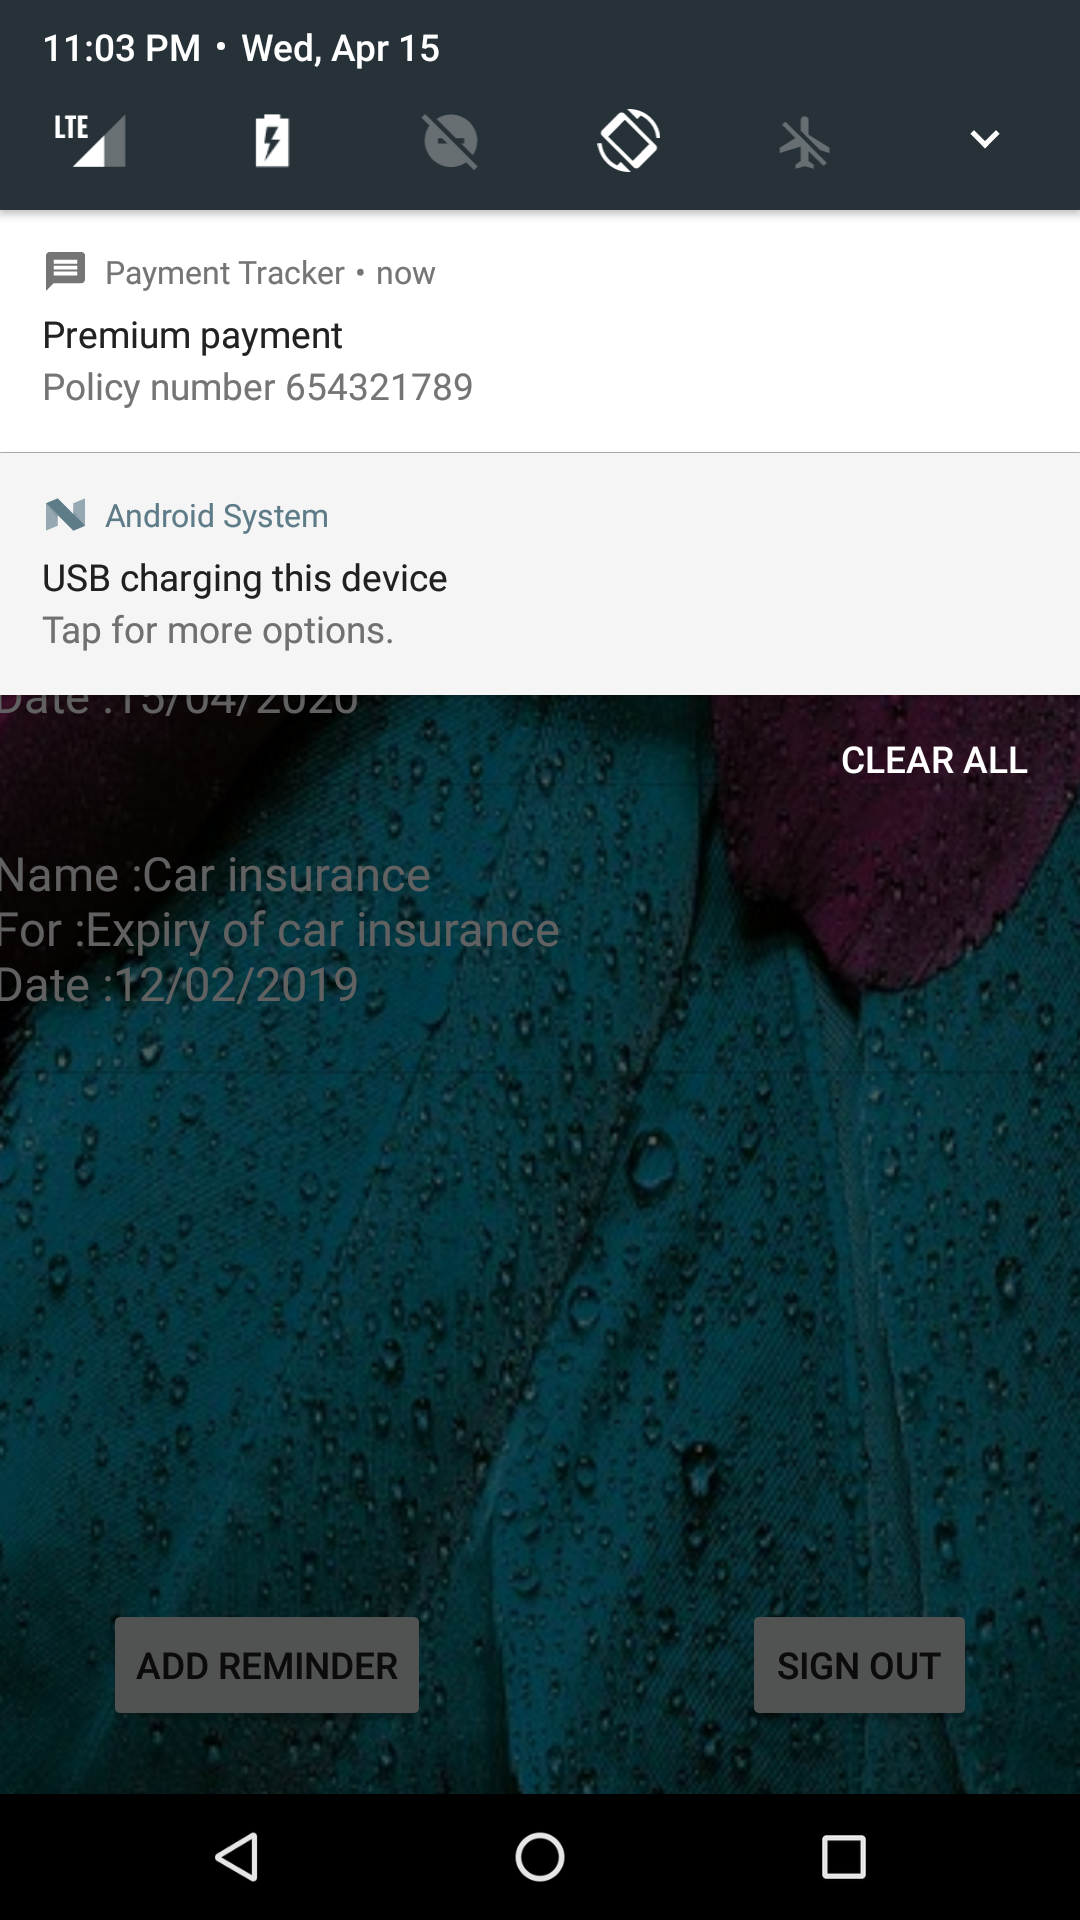 11:03 PM • Wed, Apr 15
LTE
Payment Tracker • now
Premium payment
Policy number 654321789
Android System
USB charging this device
Tap for more options.
Date :15/04/2020
CLEAR ALL
Name :Car insurance
For :Expiry of car insurance
Date :12/02/2019
ADD REMINDER
SIGN OUT